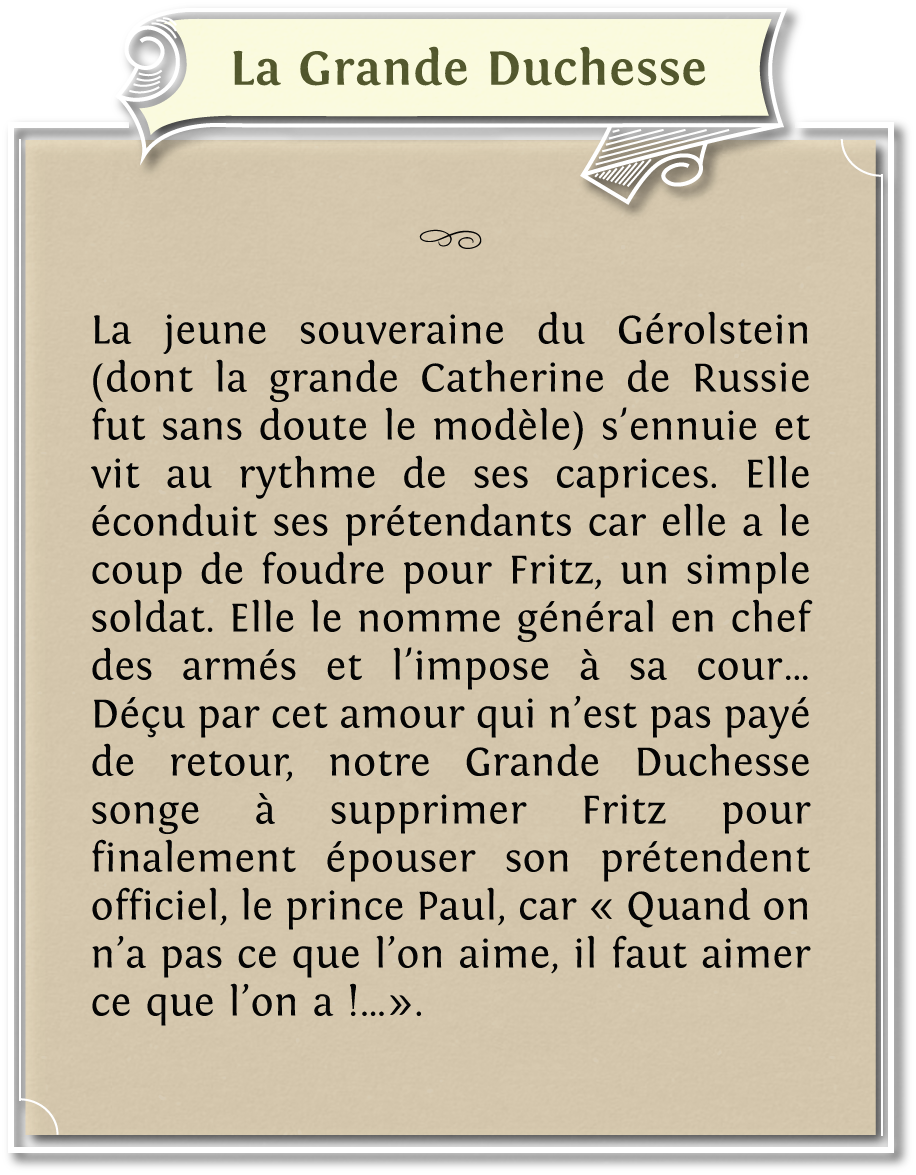 La Grande Duchesse
La jeune souveraine du Gérolstein
(dont la grande Catherine de Russie
fut sans doute le modèle) s’ennuie et
vit au rythme de ses caprices. Elle
éconduit ses prétendants car elle a le
coup de foudre pour Fritz, un simple
soldat. Elle le nomme général en chef
des armés et l’impose à sa cour...
Déçu par cet amour qui n’est pas payé
de retour, notre Grande Duchesse
songe à supprimer Fritz pour
finalement épouser son prétendent
officiel, le prince Paul, car « Quand on
n’a pas ce que l’on aime, il faut aimer
ce que l’on a !...».